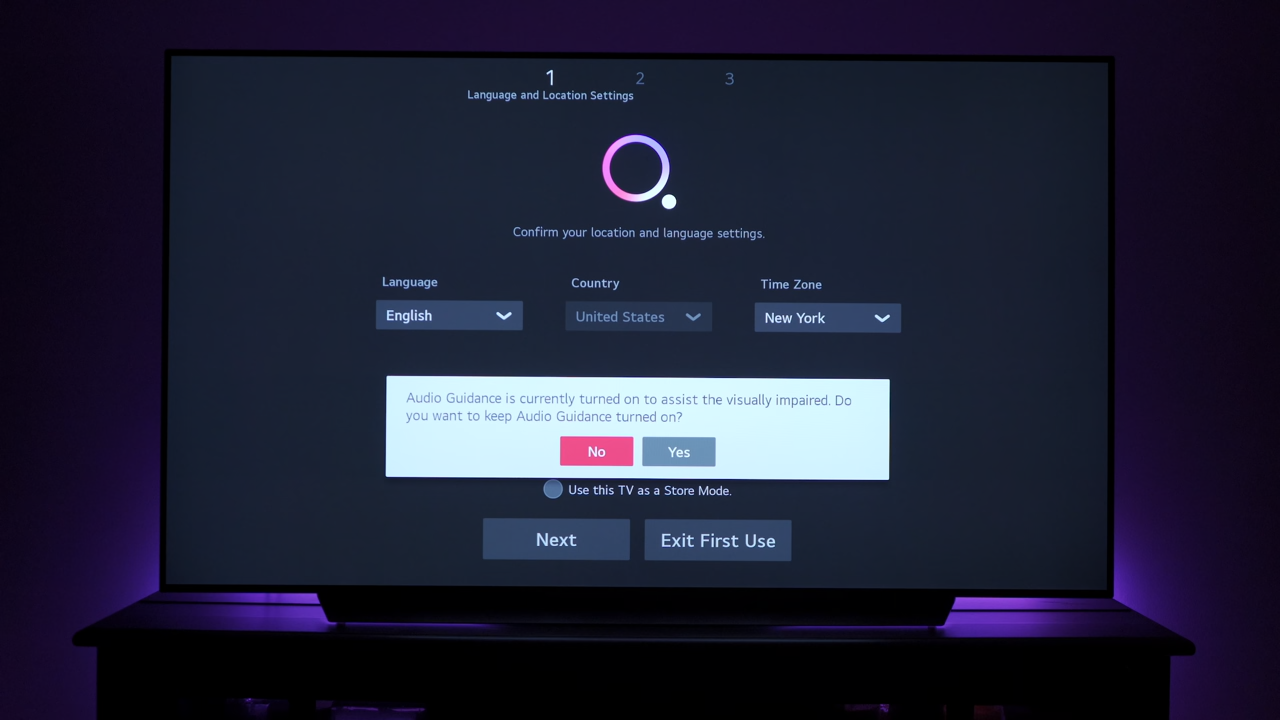 1 2 3
Language and Location Settings
Confirm your location and language settings.
Language Country Time Zone
English United States New York
Audio Guidance is currently turned on to assist the visually impaired. Do
you want to keep Audio Guidance turned on?
No Yes
Use this TV as a Store Mode.
Next Exit First Use